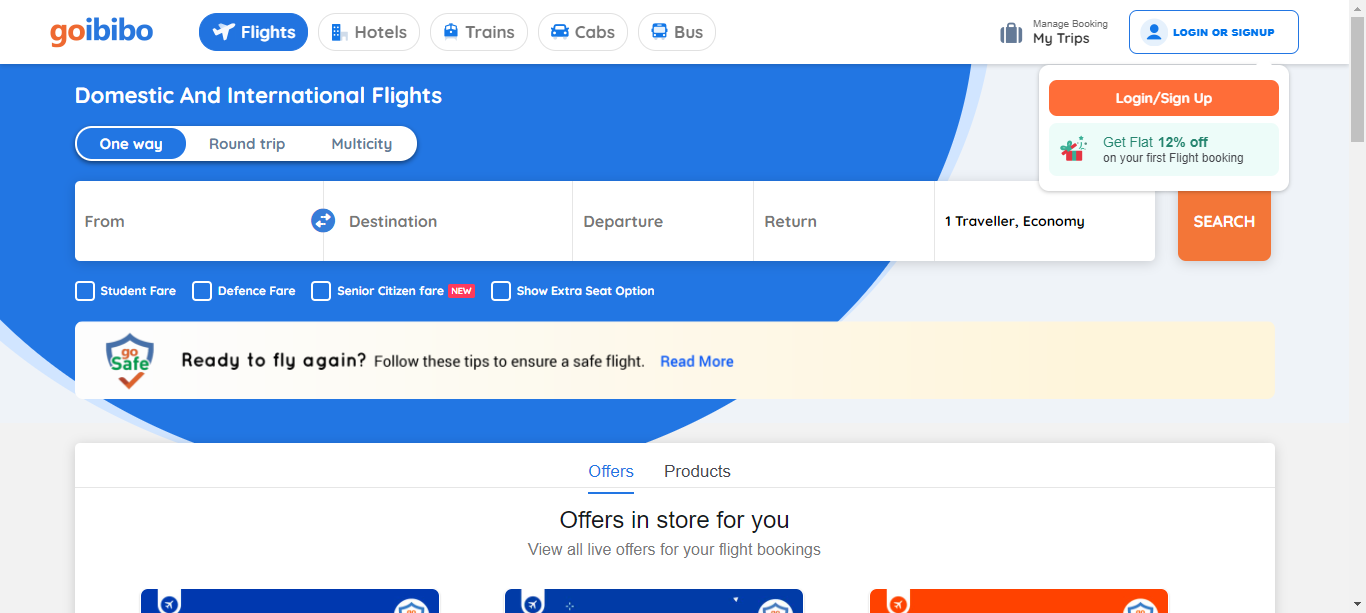 goibibo
Flights
Hotels
Trains
Cabs
Bus
Manage Booking
My Trips
LOGIN OR SIGNUP
Login/Sign Up
Get Flat 12% off
on your first Flight booking
Domestic And International Flights
One way
Round trip
Multicity
From
Destination
Departure
Return
1 Traveller, Economy
SEARCH
Student Fare
Defence Fare
Senior Citizen fare NEW
Show Extra Seat Option
go
Safe
Ready to fly again? Follow these tips to ensure a safe flight. Read More
Offers
Products
Offers in store for you
View all live offers for your flight bookings